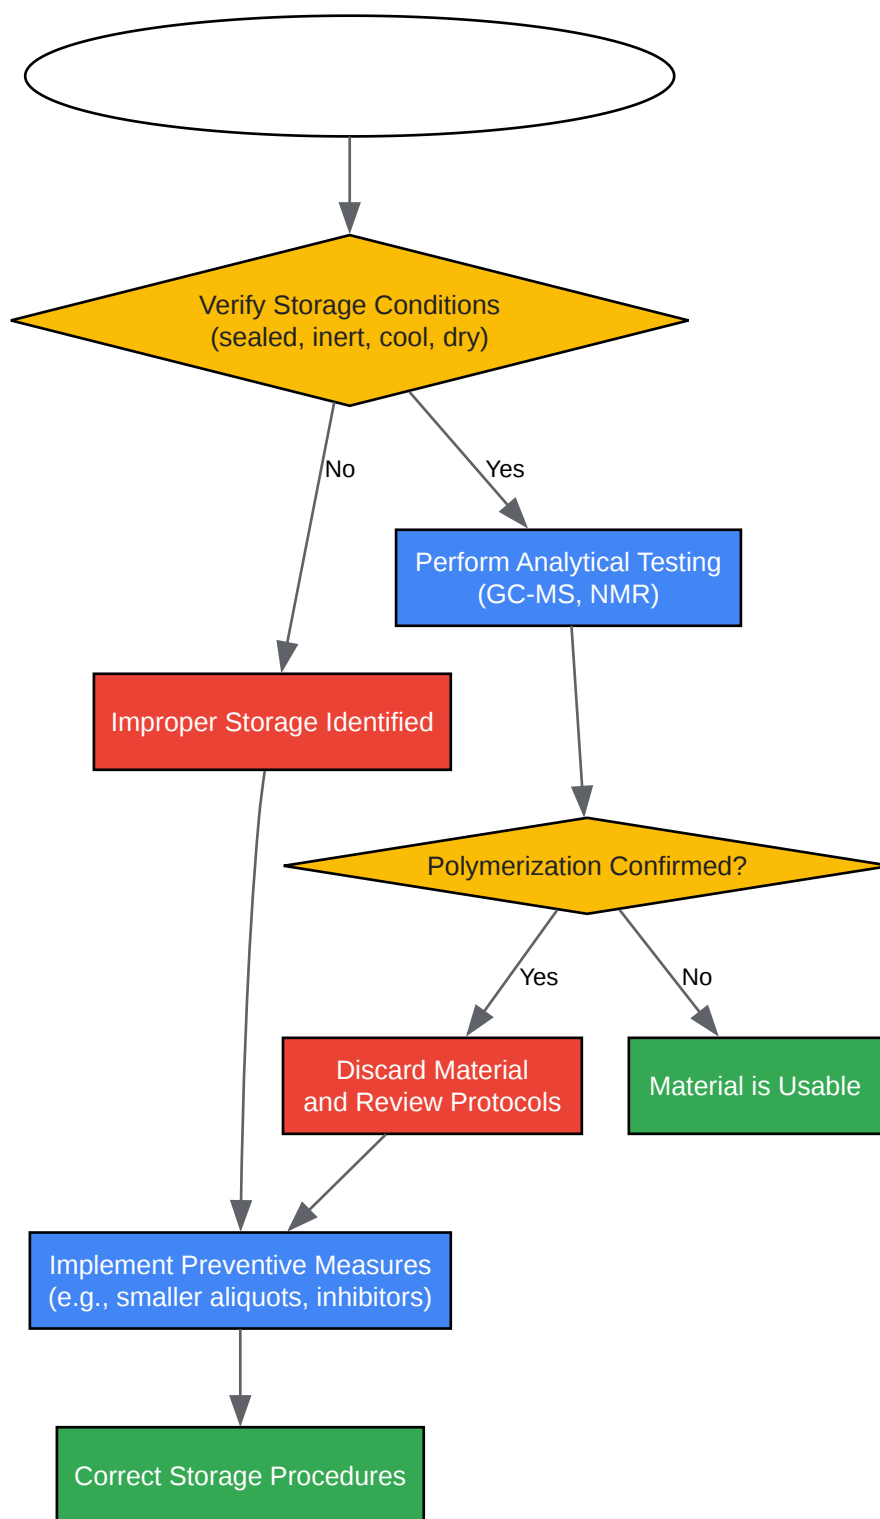 Verify Storage Conditions
(sealed, inert, cool, dry)
No
Yes
Perform Analytical Testing
(GC-MS, NMR)
Improper Storage Identified
Polymerization Confirmed?
Yes
No
Discard Material
and Review Protocols
Material is Usable
Implement Preventive Measures
(e.g., smaller aliquots, inhibitors)
Correct Storage Procedures